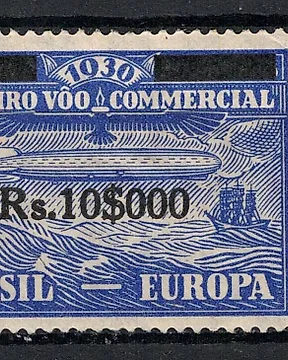 1930
IRO VÔO COMMERCIAL
Rs.10$000
SIL — EUROPA